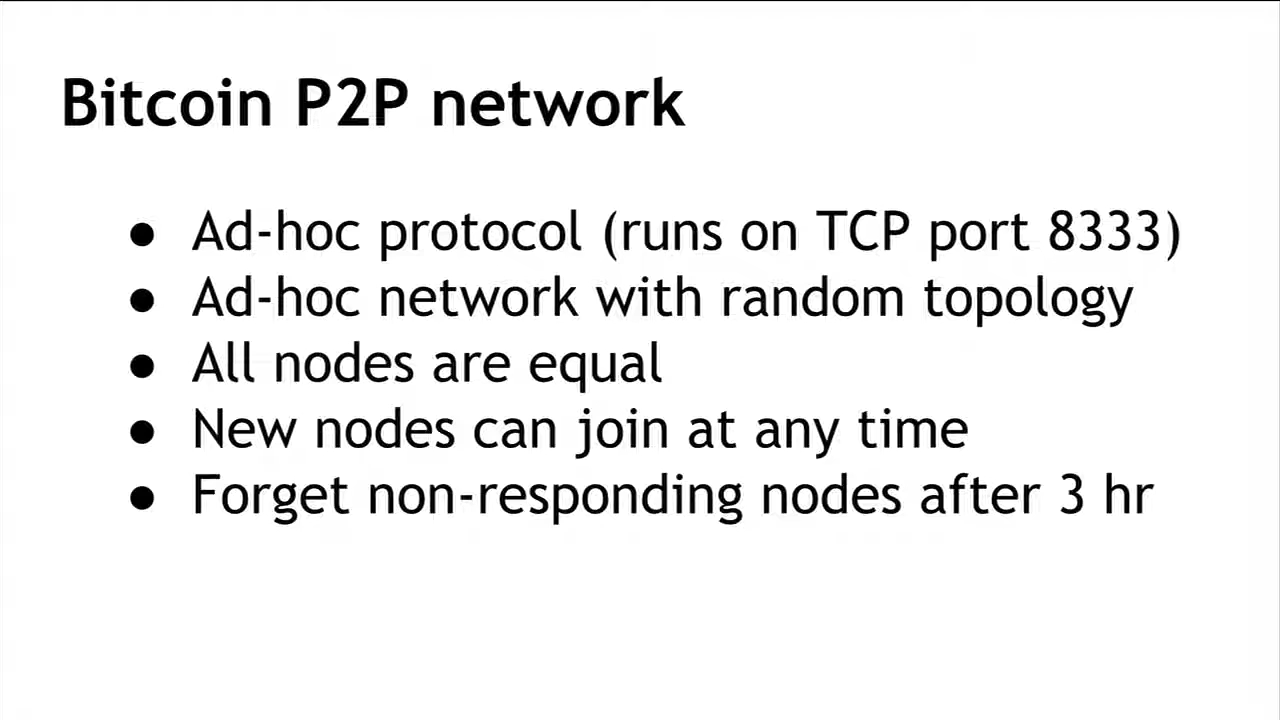 Bitcoin P2P network
● Ad-hoc protocol (runs on TCP port 8333)
● Ad-hoc network with random topology
● All nodes are equal
● New nodes can join at any time
● Forget non-responding nodes after 3 hr